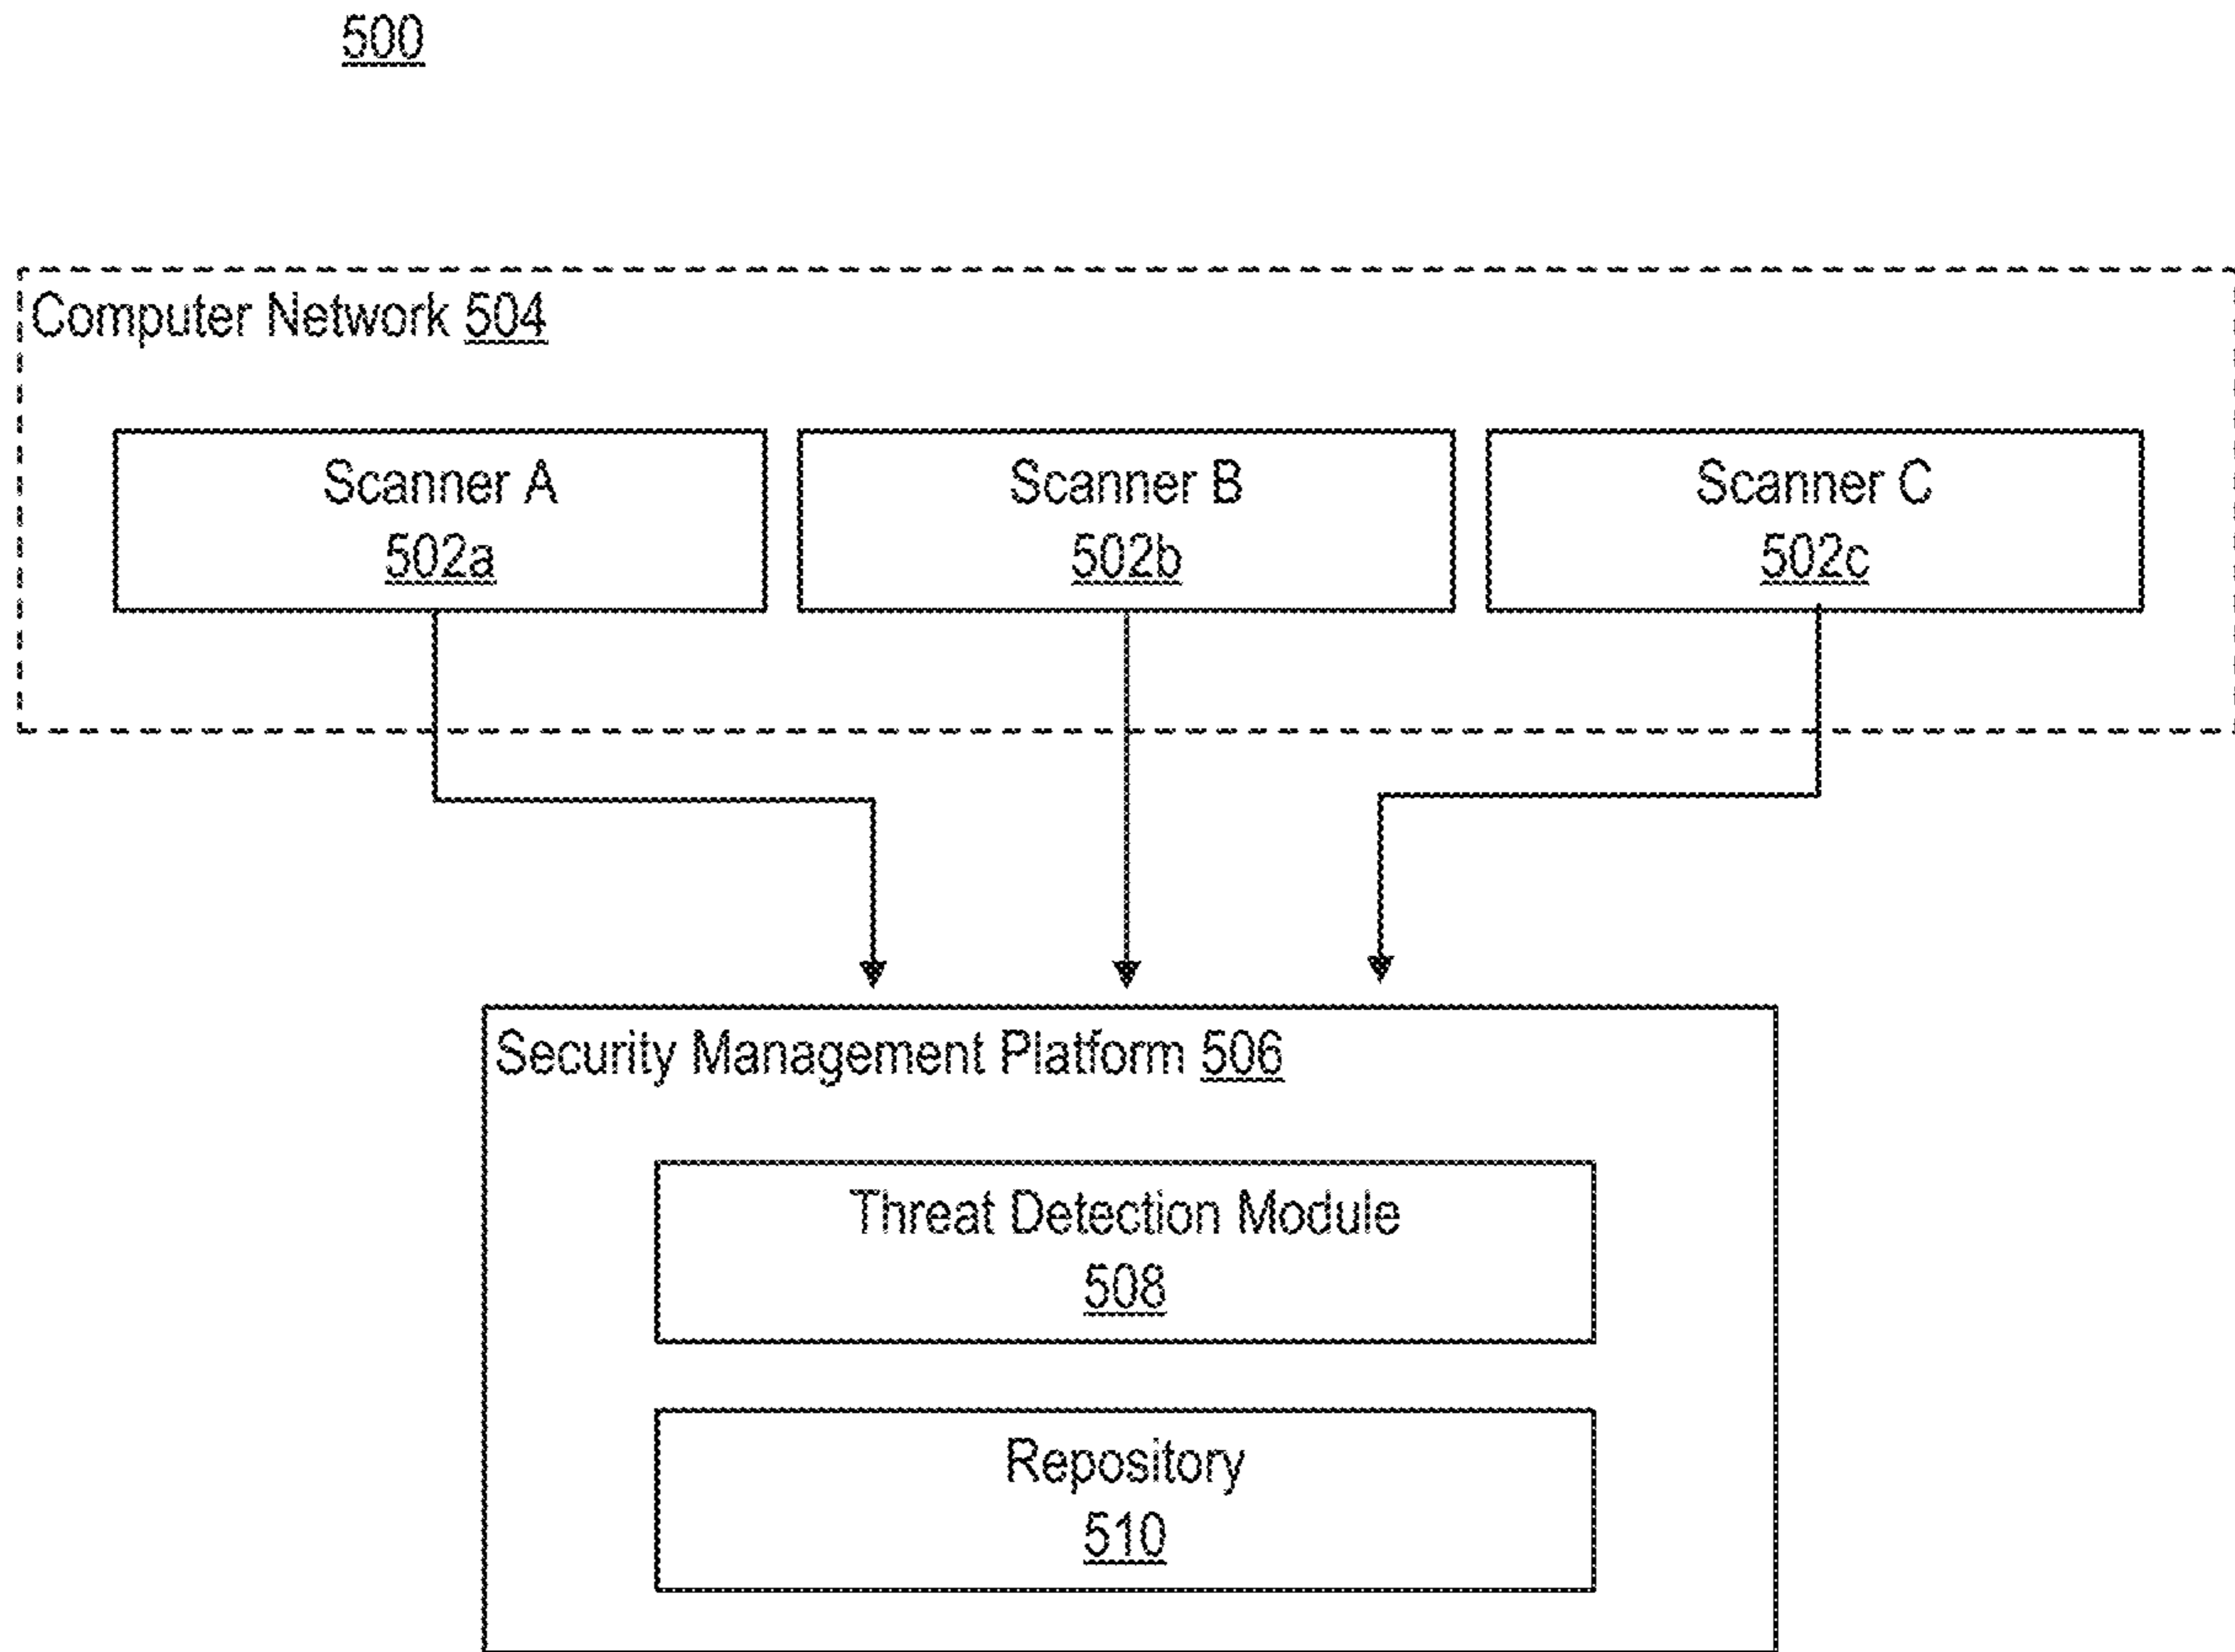 500
Computer Network 504
Scanner A
502a
Scanner B
502b
Scanner C
502c
Security Management Platform 506
Threat Detection Module
508
Repository
510